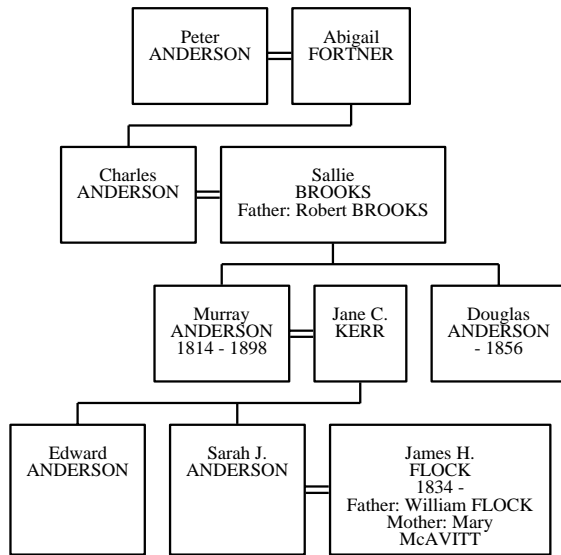 Peter
ANDERSON
Abigail
FORTNER
Charles
ANDERSON
Sallie
BROOKS
Father: Robert BROOKS
Murray
ANDERSON
1814 - 1898
Jane C.
KERR
Douglas
ANDERSON
- 1856
Edward
ANDERSON
Sarah J.
ANDERSON
James H.
FLOCK
1834 -
Father: William FLOCK
Mother: Mary
McAVITT